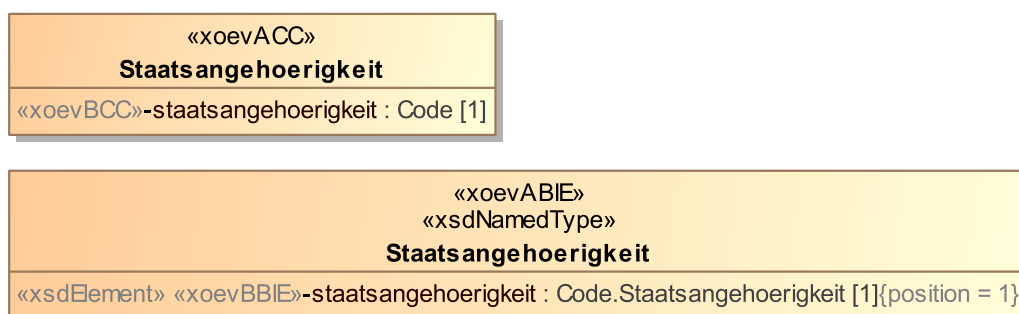 «xoevACC»
Staatsangehoerigkeit
«xoevBCC»-staatsangehoerigkeit : Code [1]
«xoevABIE»
«xsdNamedType»
Staatsangehoerigkeit
«xsdElement» «xoevBBIE»-staatsangehoerigkeit : Code.Staatsangehoerigkeit [1]{position = 1}